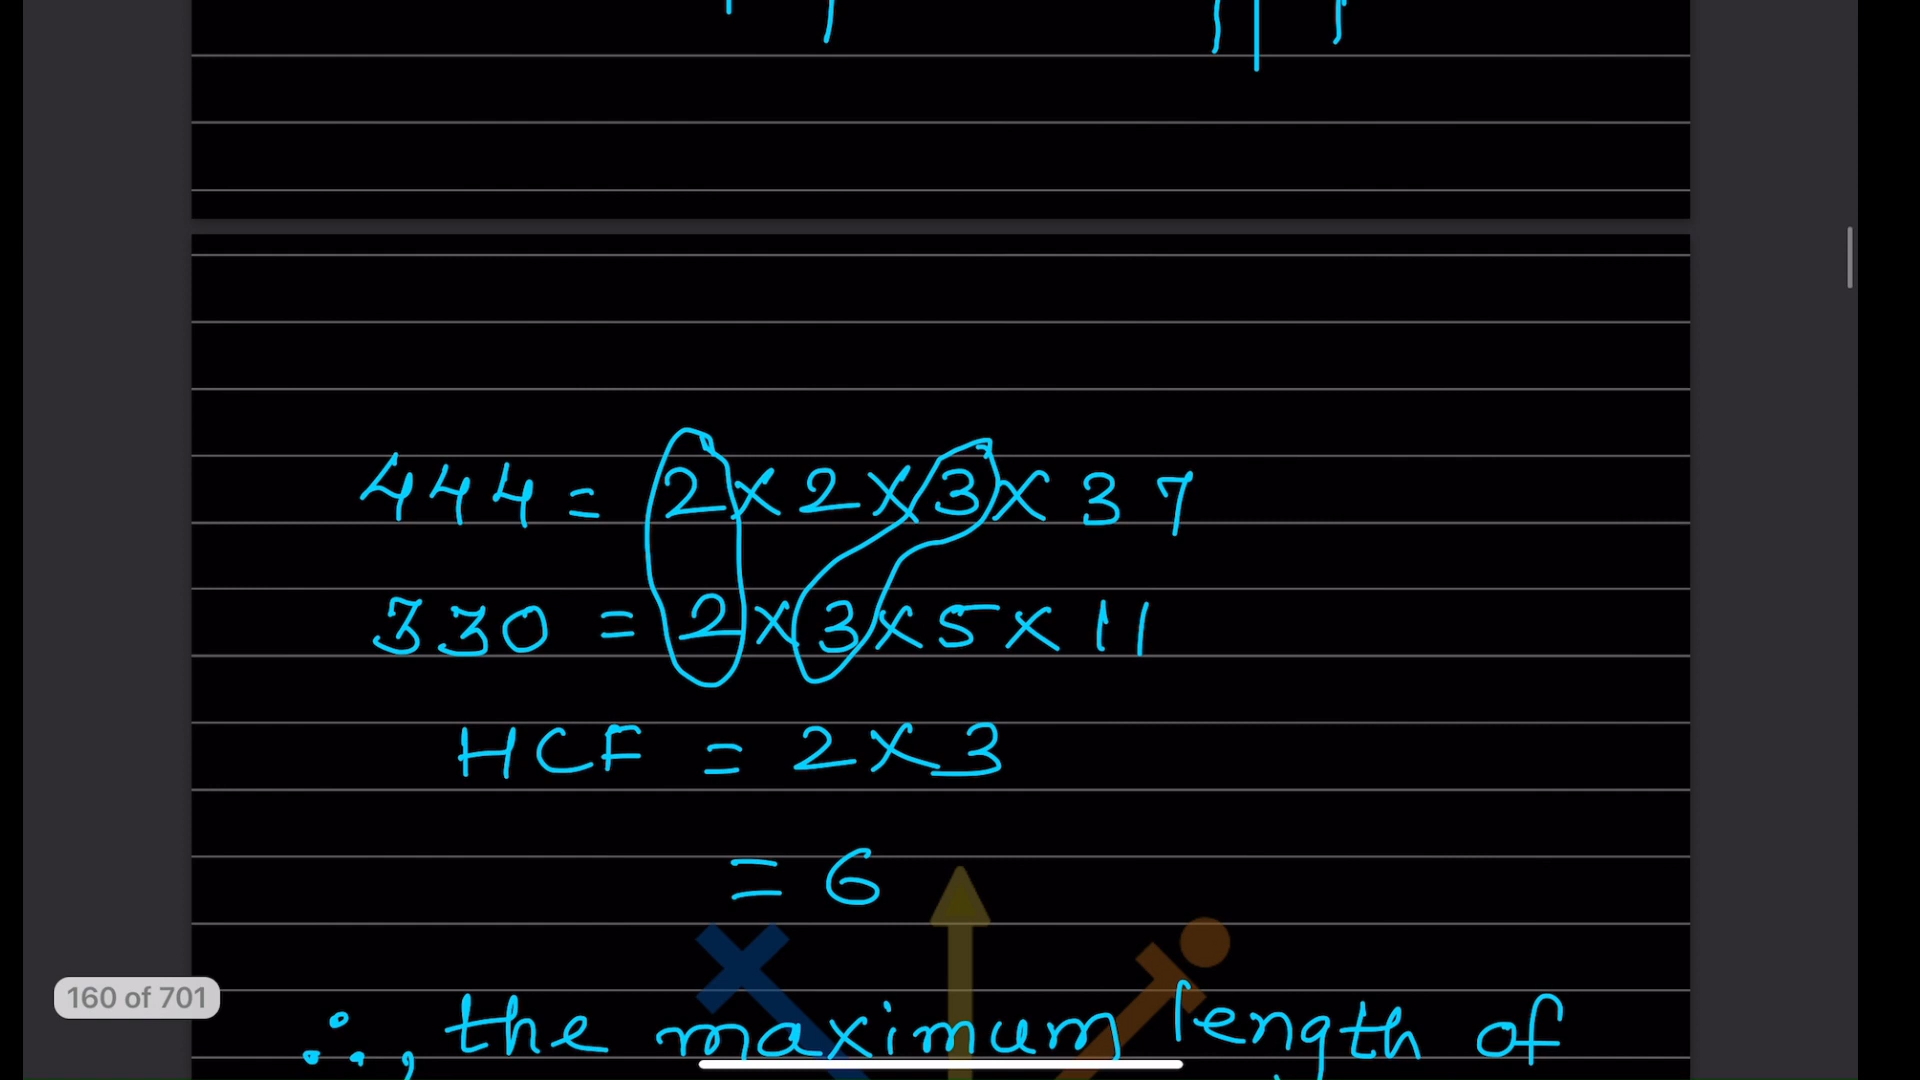 444 = 2 × 2 × 3 × 37
330 = 2 × 3 × 5 × 11
HCF = 2 × 3
= 6
160 of 701
∴, the maximum length of